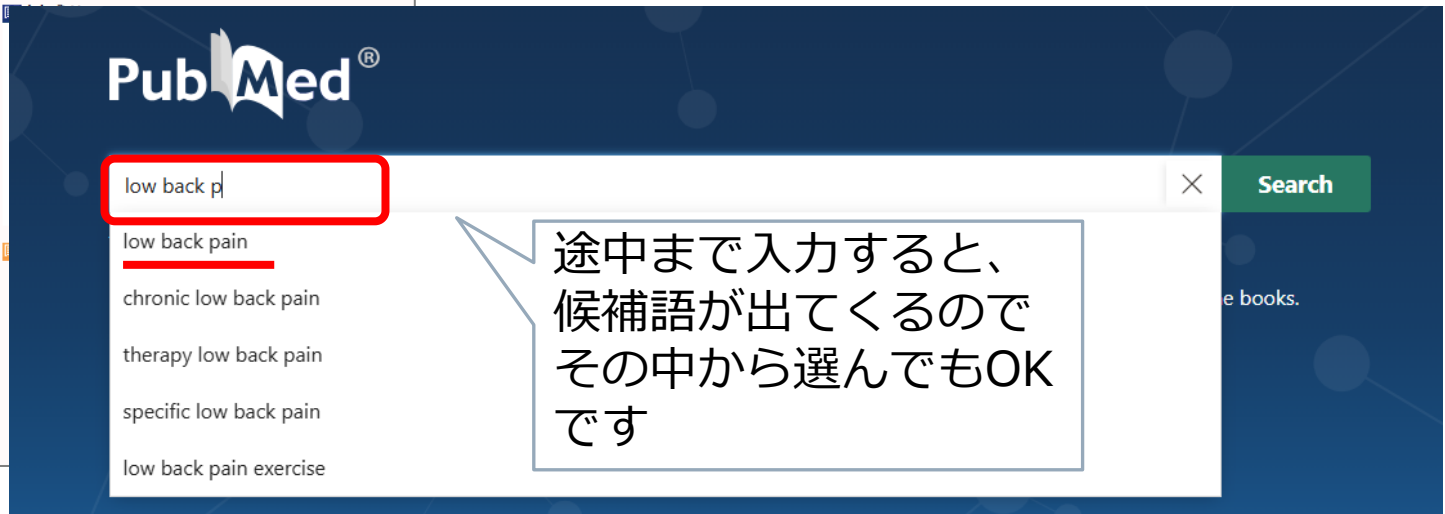 PubMed®
low back p
Search
low back pain
chronic low back pain
therapy low back pain
specific low back pain
low back pain exercise
途中まで入力すると、
候補語が出てくるので
その中から選んでもOK
です
e books.